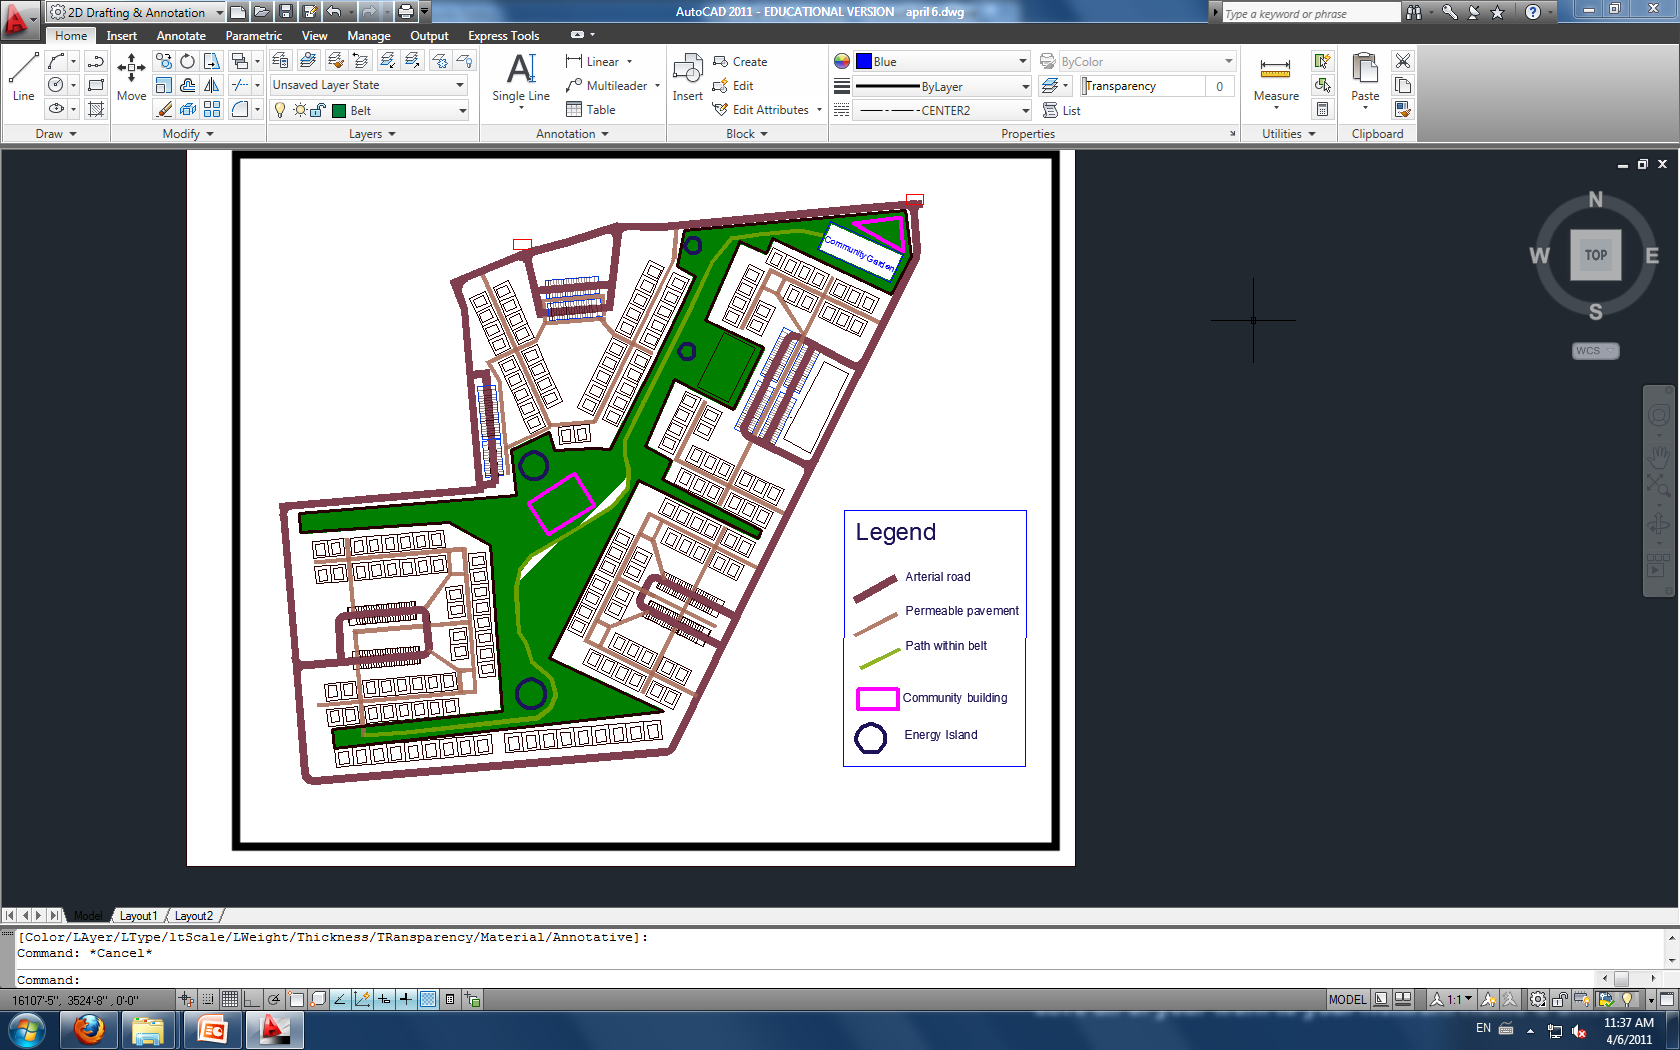 2D Drafting & Annotation
AutoCAD 2011 - EDUCATIONAL VERSION april 6.dwg
Type a keyword or phrase
Home Insert Annotate Parametric View Manage Output Express Tools
Line
Move
Unsaved Layer State
Belt
Single Line
Linear
Multileader
Table
Insert
Create
Edit
Edit Attributes
Blue
ByLayer
CENTER2
ByColor
Transparency 0
List
Measure
Paste
Draw Modify Layers Annotation Block Properties Utilities Clipboard
N
W TOP E
S
WCS
Community Garden
Legend
Arterial road
Permeable pavement
Path within belt
Community building
Energy Island
Model Layout1 Layout2
[Color/LAyer/LType/ltScale/LWeight/Thickness/TRansparency/Material/Annotative]:
Command: *Cancel*
Command:
16107'-5", 3524'-8" , 0'-0"
MODEL
1:1
EN
11:37 AM
4/6/2011